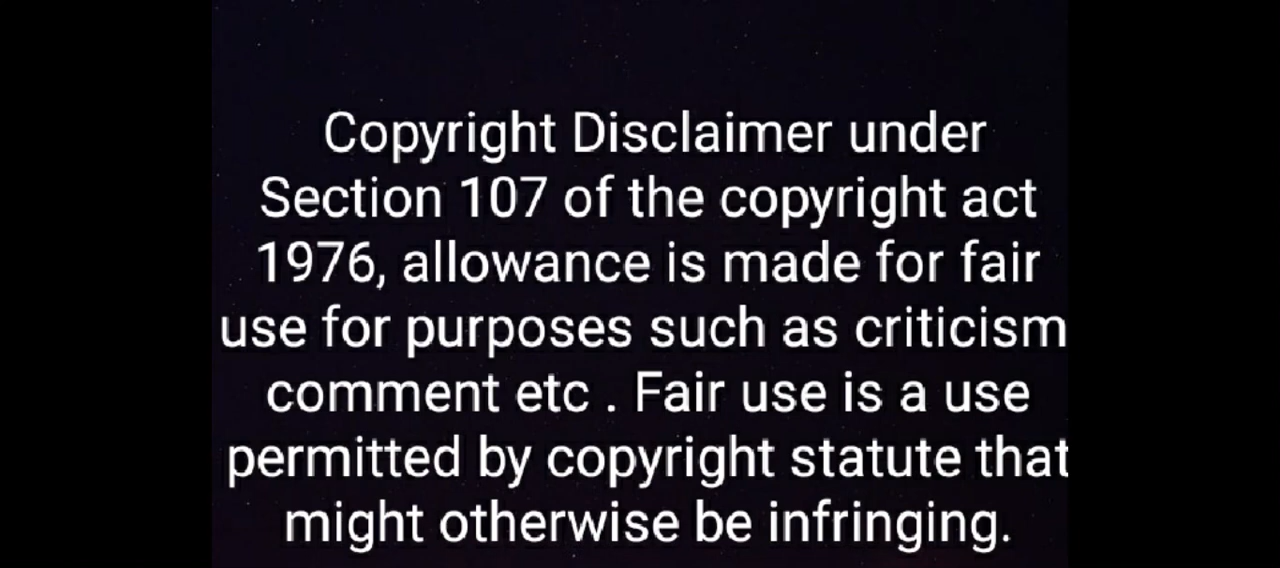 Copyright Disclaimer under
Section 107 of the copyright act
1976, allowance is made for fair
use for purposes such as criticism
comment etc . Fair use is a use
permitted by copyright statute that
might otherwise be infringing.